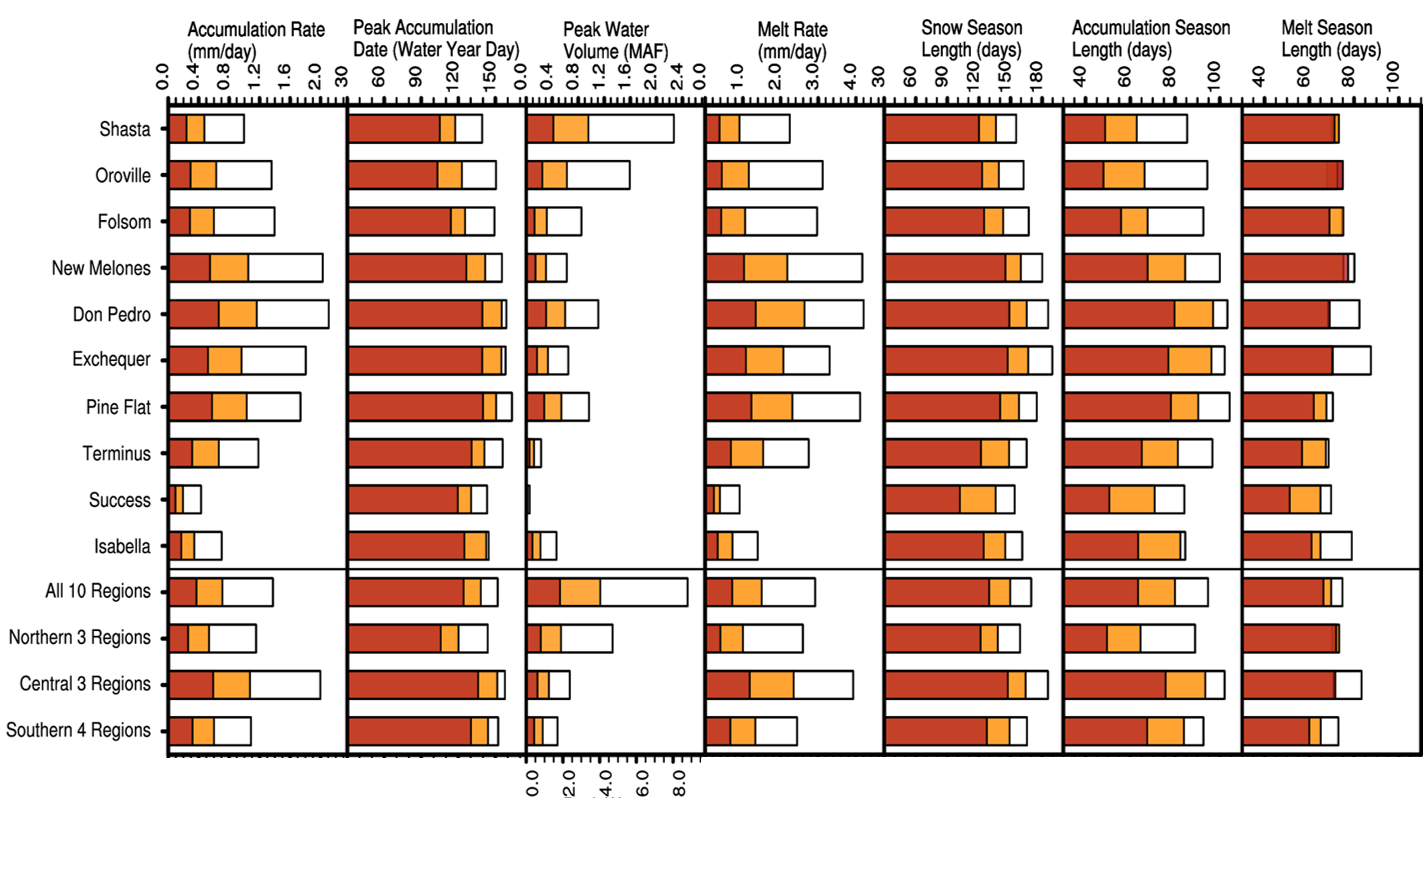 Accumulation Rate
(mm/day)
Peak Accumulation
Date (Water Year Day)
Peak Water
Volume (MAF)
Melt Rate
(mm/day)
Snow Season
Length (days)
Accumulation Season
Length (days)
Melt Season
Length (days)
0.0 0.4 0.8 1.2 1.6 2.0
30 60 90 120 150
0.0 0.4 0.8 1.2 1.6 2.0 2.4
0.0 1.0 2.0 3.0 4.0
30 60 90 120 150 180
40 60 80 100
40 60 80 100
Shasta
Oroville
Folsom
New Melones
Don Pedro
Exchequer
Pine Flat
Terminus
Success
Isabella
All 10 Regions
Northern 3 Regions
Central 3 Regions
Southern 4 Regions
0.0 2.0 4.0 6.0 8.0